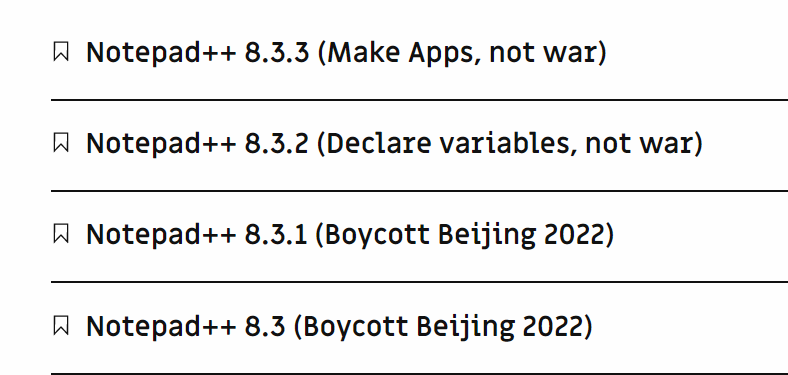 Notepad++ 8.3.3 (Make Apps, not war)
Notepad++ 8.3.2 (Declare variables, not war)
Notepad++ 8.3.1 (Boycott Beijing 2022)
Notepad++ 8.3 (Boycott Beijing 2022)